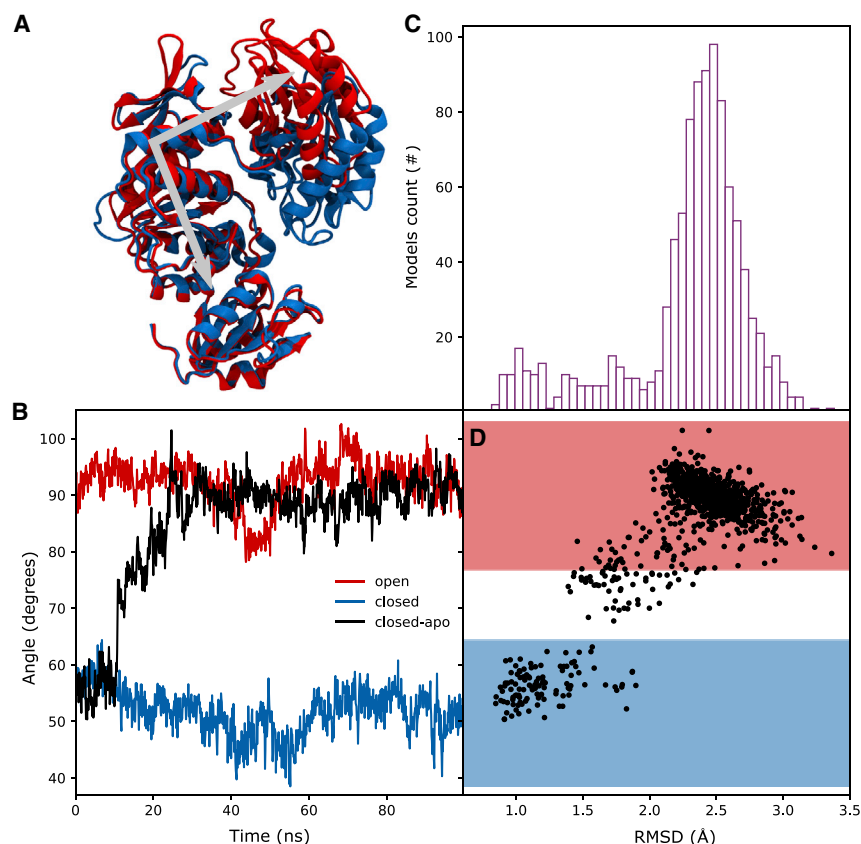 A
C
Models count (#)
100
80
60
40
20
B
D
Angle (degrees)
100
90
80
70
60
50
40
open
closed
closed-apo
0
20
40
60
80
Time (ns)
1.0
1.5
2.0
2.5
3.0
3.5
RMSD (Å)